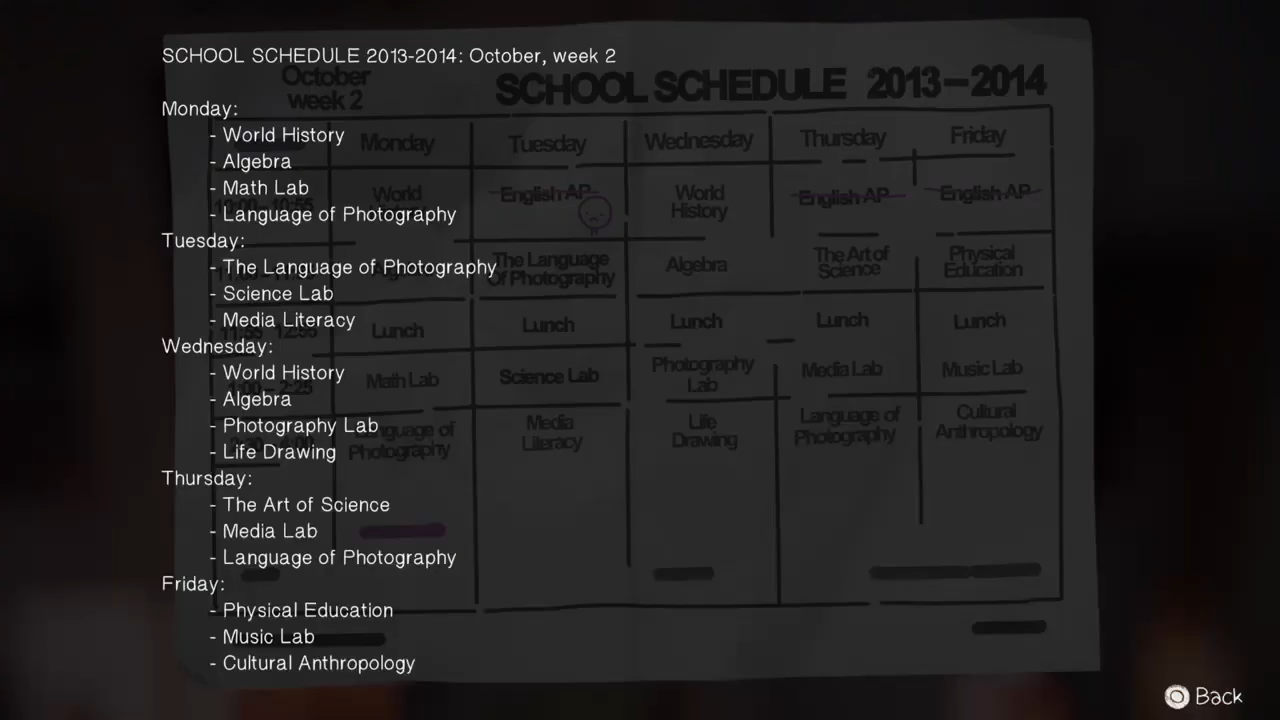 SCHOOL SCHEDULE 2013-2014: October, week 2
Monday:
- World History
- Algebra
- Math Lab
- Language of Photography
Tuesday:
- The Language of Photography
- Science Lab
- Media Literacy
Wednesday:
- World History
- Algebra
- Photography Lab
- Life Drawing
Thursday:
- The Art of Science
- Media Lab
- Language of Photography
Friday:
- Physical Education
- Music Lab
- Cultural Anthropology
October
week 2
SCHOOL SCHEDULE 2013-2014
Monday Tuesday Wednesday Thursday Friday
World English AP World English AP English AP
History
The Language Algebra The Art of Physical
Of Photography Science Education
Lunch Lunch Lunch Lunch Lunch
Math Lab Science Lab Photography Media Lab Music Lab
Lab
Language of Media Life Language of Cultural
Photography Literacy Drawing Photography Anthropology
Back